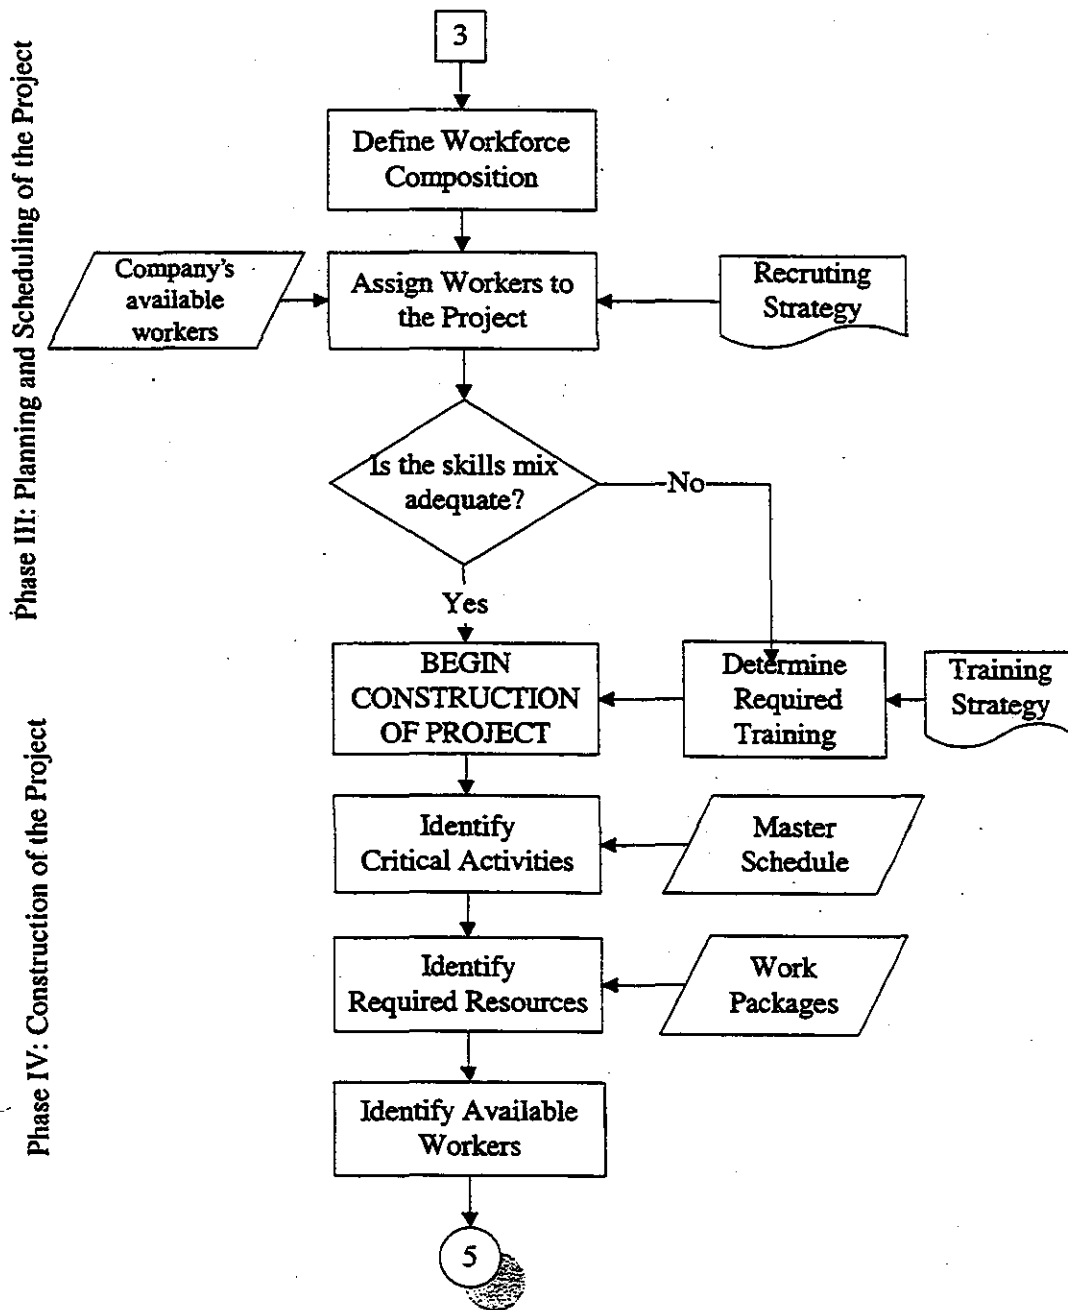 3
Define Workforce
Composition
Company's
available
workers
Assign Workers to
the Project
Recruting
Strategy
Phase III: Planning and Scheduling of the Project
Is the skills mix
adequate?
No
Yes
BEGIN
CONSTRUCTION
OF PROJECT
Determine
Required
Training
Training
Strategy
Phase IV: Construction of the Project
Identify
Critical Activities
Master
Schedule
Identify
Required Resources
Work
Packages
Identify Available
Workers
5